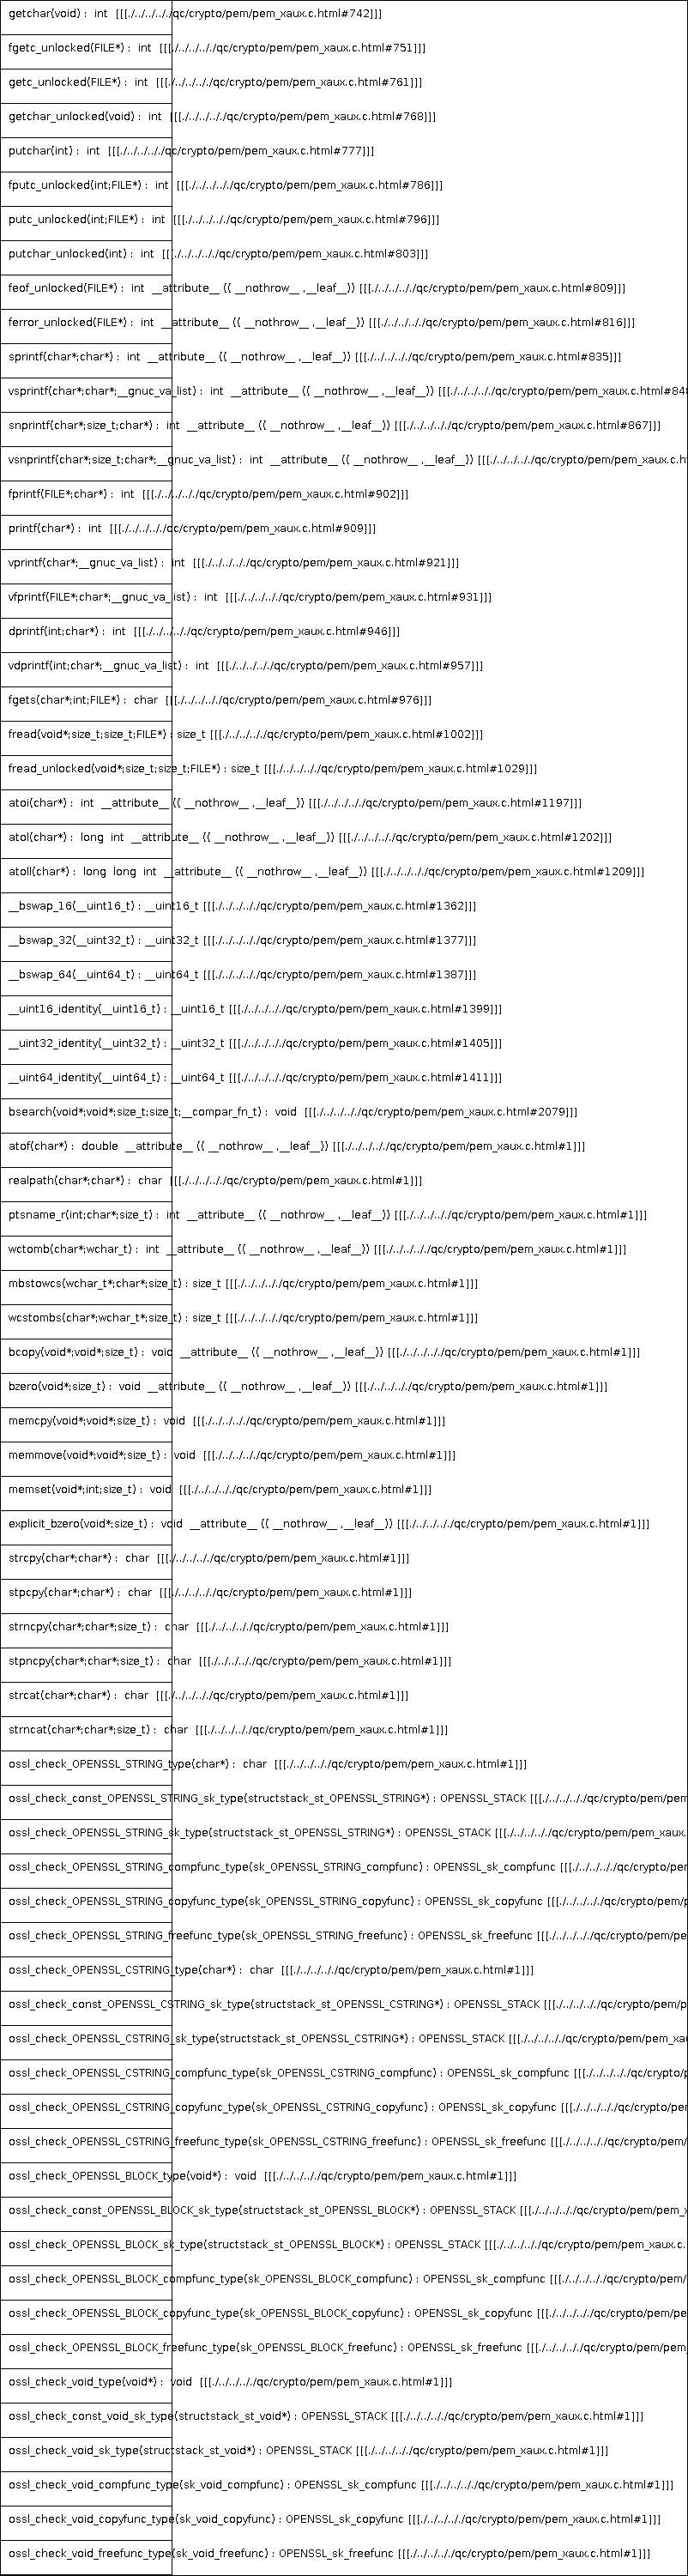 getchar(void) :  int  [[[./../../../qc/crypto/pem/pem_xaux.c.html#742]]]
fgetc_unlocked(FILE*) :  int  [[[./../../../qc/crypto/pem/pem_xaux.c.html#751]]]
getc_unlocked(FILE*) :  int  [[[./../../../qc/crypto/pem/pem_xaux.c.html#761]]]
getchar_unlocked(void) :  int  [[[./../../../qc/crypto/pem/pem_xaux.c.html#768]]]
putchar(int) :  int  [[[./../../../qc/crypto/pem/pem_xaux.c.html#777]]]
fputc_unlocked(int;FILE*) :  int  [[[./../../../qc/crypto/pem/pem_xaux.c.html#786]]]
putc_unlocked(int;FILE*) :  int  [[[./../../../qc/crypto/pem/pem_xaux.c.html#796]]]
putchar_unlocked(int) :  int  [[[./../../../qc/crypto/pem/pem_xaux.c.html#803]]]
feof_unlocked(FILE*) :  int  __attribute__ (( __nothrow__ ,__leaf__)) [[[./../../../qc/crypto/pem/pem_xaux.c.html#809]]]
ferror_unlocked(FILE*) :  int  __attribute__ (( __nothrow__ ,__leaf__)) [[[./../../../qc/crypto/pem/pem_xaux.c.html#816]]]
sprintf(char*;char*) :  int  __attribute__ (( __nothrow__ ,__leaf__)) [[[./../../../qc/crypto/pem/pem_xaux.c.html#835]]]
vsprintf(char*;char*;__gnuc_va_list) :  int  __attribute__ (( __nothrow__ ,__leaf__)) [[[./../../../qc/crypto/pem/pem_xaux.c.html#848
snprintf(char*;size_t;char*) :  int  __attribute__ (( __nothrow__ ,__leaf__)) [[[./../../../qc/crypto/pem/pem_xaux.c.html#867]]]
vsnprintf(char*;size_t;char*;__gnuc_va_list) :  int  __attribute__ (( __nothrow__ ,__leaf__)) [[[./../../../qc/crypto/pem/pem_xaux.c.ht
fprintf(FILE*;char*) :  int  [[[./../../../qc/crypto/pem/pem_xaux.c.html#902]]]
printf(char*) :  int  [[[./../../../qc/crypto/pem/pem_xaux.c.html#909]]]
vprintf(char*;__gnuc_va_list) :  int  [[[./../../../qc/crypto/pem/pem_xaux.c.html#921]]]
vfprintf(FILE*;char*;__gnuc_va_list) :  int  [[[./../../../qc/crypto/pem/pem_xaux.c.html#931]]]
dprintf(int;char*) :  int  [[[./../../../qc/crypto/pem/pem_xaux.c.html#946]]]
vdprintf(int;char*;__gnuc_va_list) :  int  [[[./../../../qc/crypto/pem/pem_xaux.c.html#957]]]
fgets(char*;int;FILE*) :  char  [[[./../../../qc/crypto/pem/pem_xaux.c.html#976]]]
fread(void*;size_t;size_t;FILE*) : size_t [[[./../../../qc/crypto/pem/pem_xaux.c.html#1002]]]
fread_unlocked(void*;size_t;size_t;FILE*) : size_t [[[./../../../qc/crypto/pem/pem_xaux.c.html#1029]]]
atoi(char*) :  int  __attribute__ (( __nothrow__ ,__leaf__)) [[[./../../../qc/crypto/pem/pem_xaux.c.html#1197]]]
atol(char*) :  long  int  __attribute__ (( __nothrow__ ,__leaf__)) [[[./../../../qc/crypto/pem/pem_xaux.c.html#1202]]]
atoll(char*) :  long  long  int  __attribute__ (( __nothrow__ ,__leaf__)) [[[./../../../qc/crypto/pem/pem_xaux.c.html#1209]]]
__bswap_16(__uint16_t) : __uint16_t [[[./../../../qc/crypto/pem/pem_xaux.c.html#1362]]]
__bswap_32(__uint32_t) : __uint32_t [[[./../../../qc/crypto/pem/pem_xaux.c.html#1377]]]
__bswap_64(__uint64_t) : __uint64_t [[[./../../../qc/crypto/pem/pem_xaux.c.html#1387]]]
__uint16_identity(__uint16_t) : __uint16_t [[[./../../../qc/crypto/pem/pem_xaux.c.html#1399]]]
__uint32_identity(__uint32_t) : __uint32_t [[[./../../../qc/crypto/pem/pem_xaux.c.html#1405]]]
__uint64_identity(__uint64_t) : __uint64_t [[[./../../../qc/crypto/pem/pem_xaux.c.html#1411]]]
bsearch(void*;void*;size_t;size_t;__compar_fn_t) :  void  [[[./../../../qc/crypto/pem/pem_xaux.c.html#2079]]]
atof(char*) :  double  __attribute__ (( __nothrow__ ,__leaf__)) [[[./../../../qc/crypto/pem/pem_xaux.c.html#1]]]
realpath(char*;char*) :  char  [[[./../../../qc/crypto/pem/pem_xaux.c.html#1]]]
ptsname_r(int;char*;size_t) :  int  __attribute__ (( __nothrow__ ,__leaf__)) [[[./../../../qc/crypto/pem/pem_xaux.c.html#1]]]
wctomb(char*;wchar_t) :  int  __attribute__ (( __nothrow__ ,__leaf__)) [[[./../../../qc/crypto/pem/pem_xaux.c.html#1]]]
mbstowcs(wchar_t*;char*;size_t) : size_t [[[./../../../qc/crypto/pem/pem_xaux.c.html#1]]]
wcstombs(char*;wchar_t*;size_t) : size_t [[[./../../../qc/crypto/pem/pem_xaux.c.html#1]]]
bcopy(void*;void*;size_t) :  void  __attribute__ (( __nothrow__ ,__leaf__)) [[[./../../../qc/crypto/pem/pem_xaux.c.html#1]]]
bzero(void*;size_t) :  void  __attribute__ (( __nothrow__ ,__leaf__)) [[[./../../../qc/crypto/pem/pem_xaux.c.html#1]]]
memcpy(void*;void*;size_t) :  void  [[[./../../../qc/crypto/pem/pem_xaux.c.html#1]]]
memmove(void*;void*;size_t) :  void  [[[./../../../qc/crypto/pem/pem_xaux.c.html#1]]]
memset(void*;int;size_t) :  void  [[[./../../../qc/crypto/pem/pem_xaux.c.html#1]]]
explicit_bzero(void*;size_t) :  void  __attribute__ (( __nothrow__ ,__leaf__)) [[[./../../../qc/crypto/pem/pem_xaux.c.html#1]]]
strcpy(char*;char*) :  char  [[[./../../../qc/crypto/pem/pem_xaux.c.html#1]]]
stpcpy(char*;char*) :  char  [[[./../../../qc/crypto/pem/pem_xaux.c.html#1]]]
strncpy(char*;char*;size_t) :  char  [[[./../../../qc/crypto/pem/pem_xaux.c.html#1]]]
stpncpy(char*;char*;size_t) :  char  [[[./../../../qc/crypto/pem/pem_xaux.c.html#1]]]
strcat(char*;char*) :  char  [[[./../../../qc/crypto/pem/pem_xaux.c.html#1]]]
strncat(char*;char*;size_t) :  char  [[[./../../../qc/crypto/pem/pem_xaux.c.html#1]]]
ossl_check_OPENSSL_STRING_type(char*) :  char  [[[./../../../qc/crypto/pem/pem_xaux.c.html#1]]]
ossl_check_const_OPENSSL_STRING_sk_type(structstack_st_OPENSSL_STRING*) : OPENSSL_STACK [[[./../../../qc/crypto/pem/pem
ossl_check_OPENSSL_STRING_sk_type(structstack_st_OPENSSL_STRING*) : OPENSSL_STACK [[[./../../../qc/crypto/pem/pem_xaux.
ossl_check_OPENSSL_STRING_compfunc_type(sk_OPENSSL_STRING_compfunc) : OPENSSL_sk_compfunc [[[./../../../qc/crypto/pem
ossl_check_OPENSSL_STRING_copyfunc_type(sk_OPENSSL_STRING_copyfunc) : OPENSSL_sk_copyfunc [[[./../../../qc/crypto/pem/p
ossl_check_OPENSSL_STRING_freefunc_type(sk_OPENSSL_STRING_freefunc) : OPENSSL_sk_freefunc [[[./../../../qc/crypto/pem/pe
ossl_check_OPENSSL_CSTRING_type(char*) :  char  [[[./../../../qc/crypto/pem/pem_xaux.c.html#1]]]
ossl_check_const_OPENSSL_CSTRING_sk_type(structstack_st_OPENSSL_CSTRING*) : OPENSSL_STACK [[[./../../../qc/crypto/pem/p
ossl_check_OPENSSL_CSTRING_sk_type(structstack_st_OPENSSL_CSTRING*) : OPENSSL_STACK [[[./../../../qc/crypto/pem/pem_xau
ossl_check_OPENSSL_CSTRING_compfunc_type(sk_OPENSSL_CSTRING_compfunc) : OPENSSL_sk_compfunc [[[./../../../qc/crypto/p
ossl_check_OPENSSL_CSTRING_copyfunc_type(sk_OPENSSL_CSTRING_copyfunc) : OPENSSL_sk_copyfunc [[[./../../../qc/crypto/pem
ossl_check_OPENSSL_CSTRING_freefunc_type(sk_OPENSSL_CSTRING_freefunc) : OPENSSL_sk_freefunc [[[./../../../qc/crypto/pem/
ossl_check_OPENSSL_BLOCK_type(void*) :  void  [[[./../../../qc/crypto/pem/pem_xaux.c.html#1]]]
ossl_check_const_OPENSSL_BLOCK_sk_type(structstack_st_OPENSSL_BLOCK*) : OPENSSL_STACK [[[./../../../qc/crypto/pem/pem_x
ossl_check_OPENSSL_BLOCK_sk_type(structstack_st_OPENSSL_BLOCK*) : OPENSSL_STACK [[[./../../../qc/crypto/pem/pem_xaux.c.
ossl_check_OPENSSL_BLOCK_compfunc_type(sk_OPENSSL_BLOCK_compfunc) : OPENSSL_sk_compfunc [[[./../../../qc/crypto/pem/
ossl_check_OPENSSL_BLOCK_copyfunc_type(sk_OPENSSL_BLOCK_copyfunc) : OPENSSL_sk_copyfunc [[[./../../../qc/crypto/pem/pe
ossl_check_OPENSSL_BLOCK_freefunc_type(sk_OPENSSL_BLOCK_freefunc) : OPENSSL_sk_freefunc [[[./../../../qc/crypto/pem/pem_
ossl_check_void_type(void*) :  void  [[[./../../../qc/crypto/pem/pem_xaux.c.html#1]]]
ossl_check_const_void_sk_type(structstack_st_void*) : OPENSSL_STACK [[[./../../../qc/crypto/pem/pem_xaux.c.html#1]]]
ossl_check_void_sk_type(structstack_st_void*) : OPENSSL_STACK [[[./../../../qc/crypto/pem/pem_xaux.c.html#1]]]
ossl_check_void_compfunc_type(sk_void_compfunc) : OPENSSL_sk_compfunc [[[./../../../qc/crypto/pem/pem_xaux.c.html#1]]]
ossl_check_void_copyfunc_type(sk_void_copyfunc) : OPENSSL_sk_copyfunc [[[./../../../qc/crypto/pem/pem_xaux.c.html#1]]]
ossl_check_void_freefunc_type(sk_void_freefunc) : OPENSSL_sk_freefunc [[[./../../../qc/crypto/pem/pem_xaux.c.html#1]]]